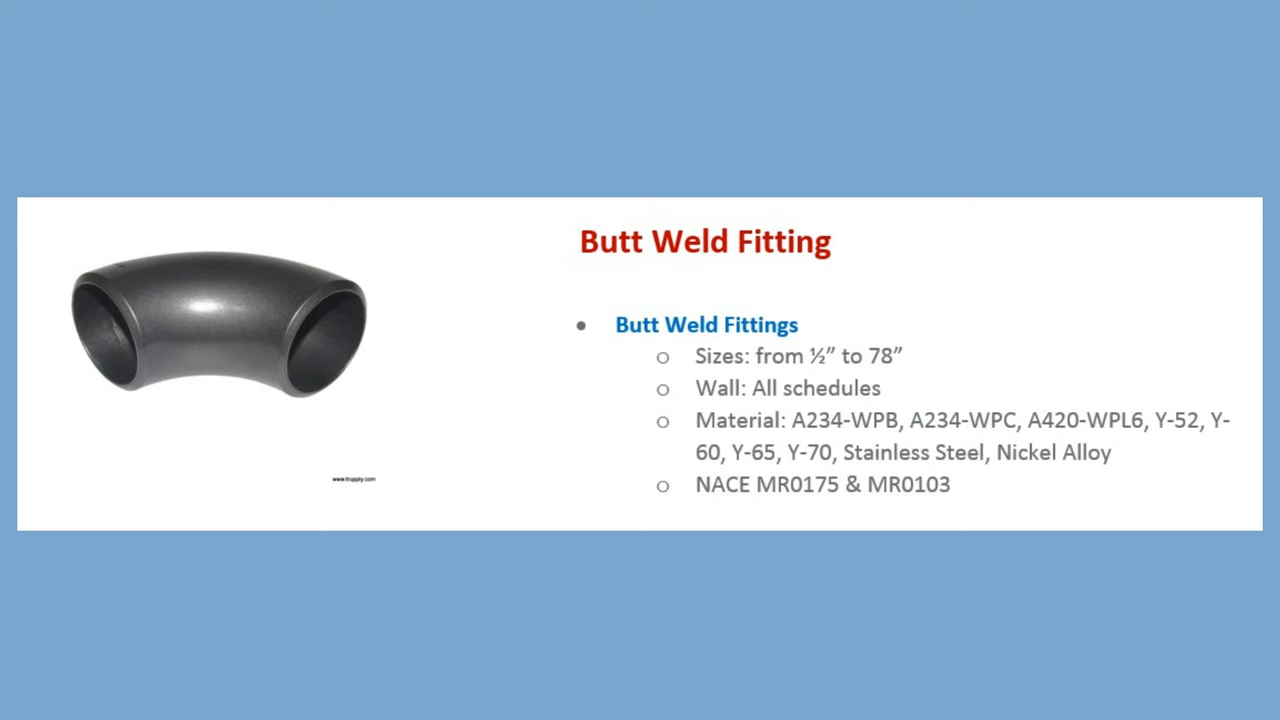 Butt Weld Fitting
• Butt Weld Fittings
o Sizes: from ½” to 78”
o Wall: All schedules
o Material: A234-WPB, A234-WPC, A420-WPL6, Y-52, Y-
60, Y-65, Y-70, Stainless Steel, Nickel Alloy
o NACE MR0175 & MR0103
www.trupply.com